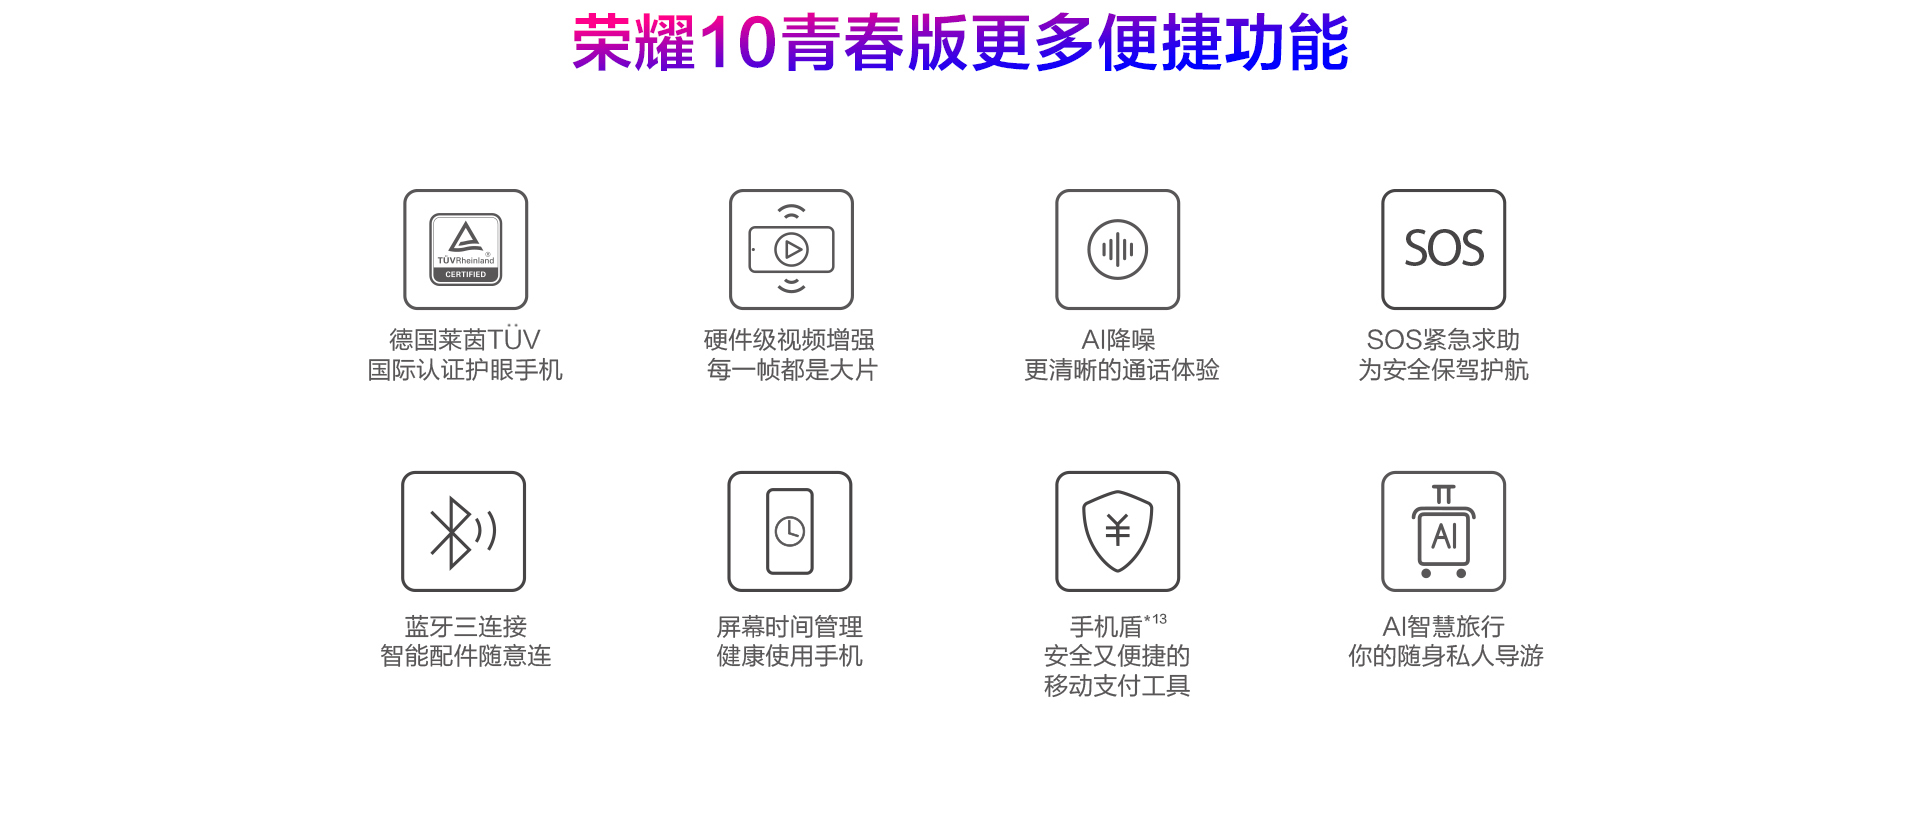 荣耀10青春版更多便捷功能
TÜVRheinland®
CERTIFIED
SOS
德国莱茵TÜV
国际认证护眼手机
硬件级视频增强
每一帧都是大片
AI降噪
更清晰的通话体验
SOS紧急求助
为安全保驾护航
¥
AI
蓝牙三连接
智能配件随意连
屏幕时间管理
健康使用手机
手机盾*13
安全又便捷的
移动支付工具
AI智慧旅行
你的随身私人导游